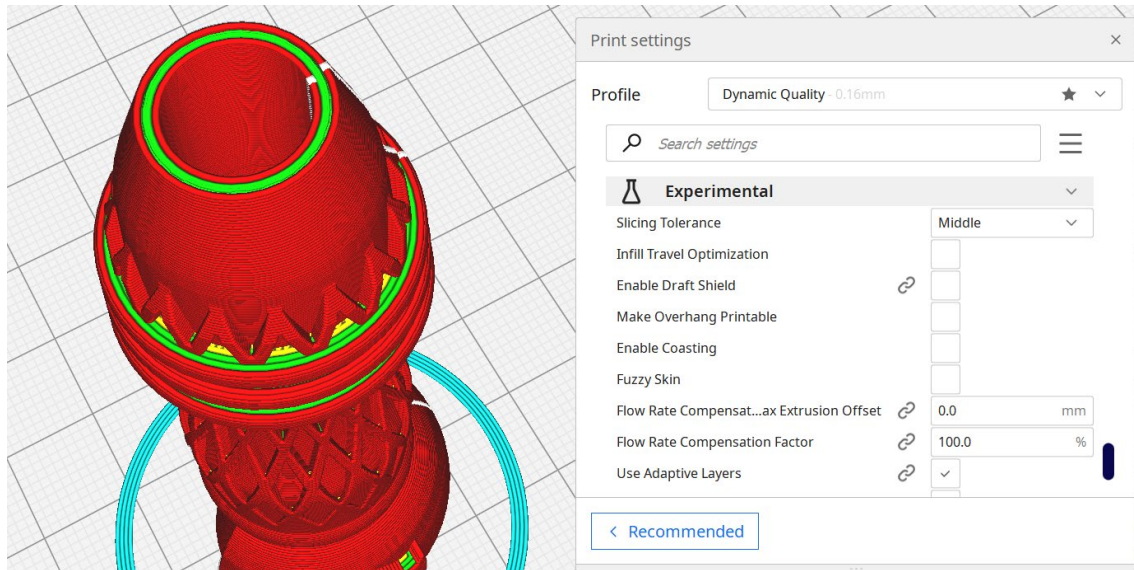 Print settings
Profile
Dynamic Quality - 0.16mm
Search settings
Experimental
Slicing Tolerance Middle
Infill Travel Optimization
Enable Draft Shield
Make Overhang Printable
Enable Coasting
Fuzzy Skin
Flow Rate Compensat...ax Extrusion Offset 0.0 mm
Flow Rate Compensation Factor 100.0 %
Use Adaptive Layers
Recommended